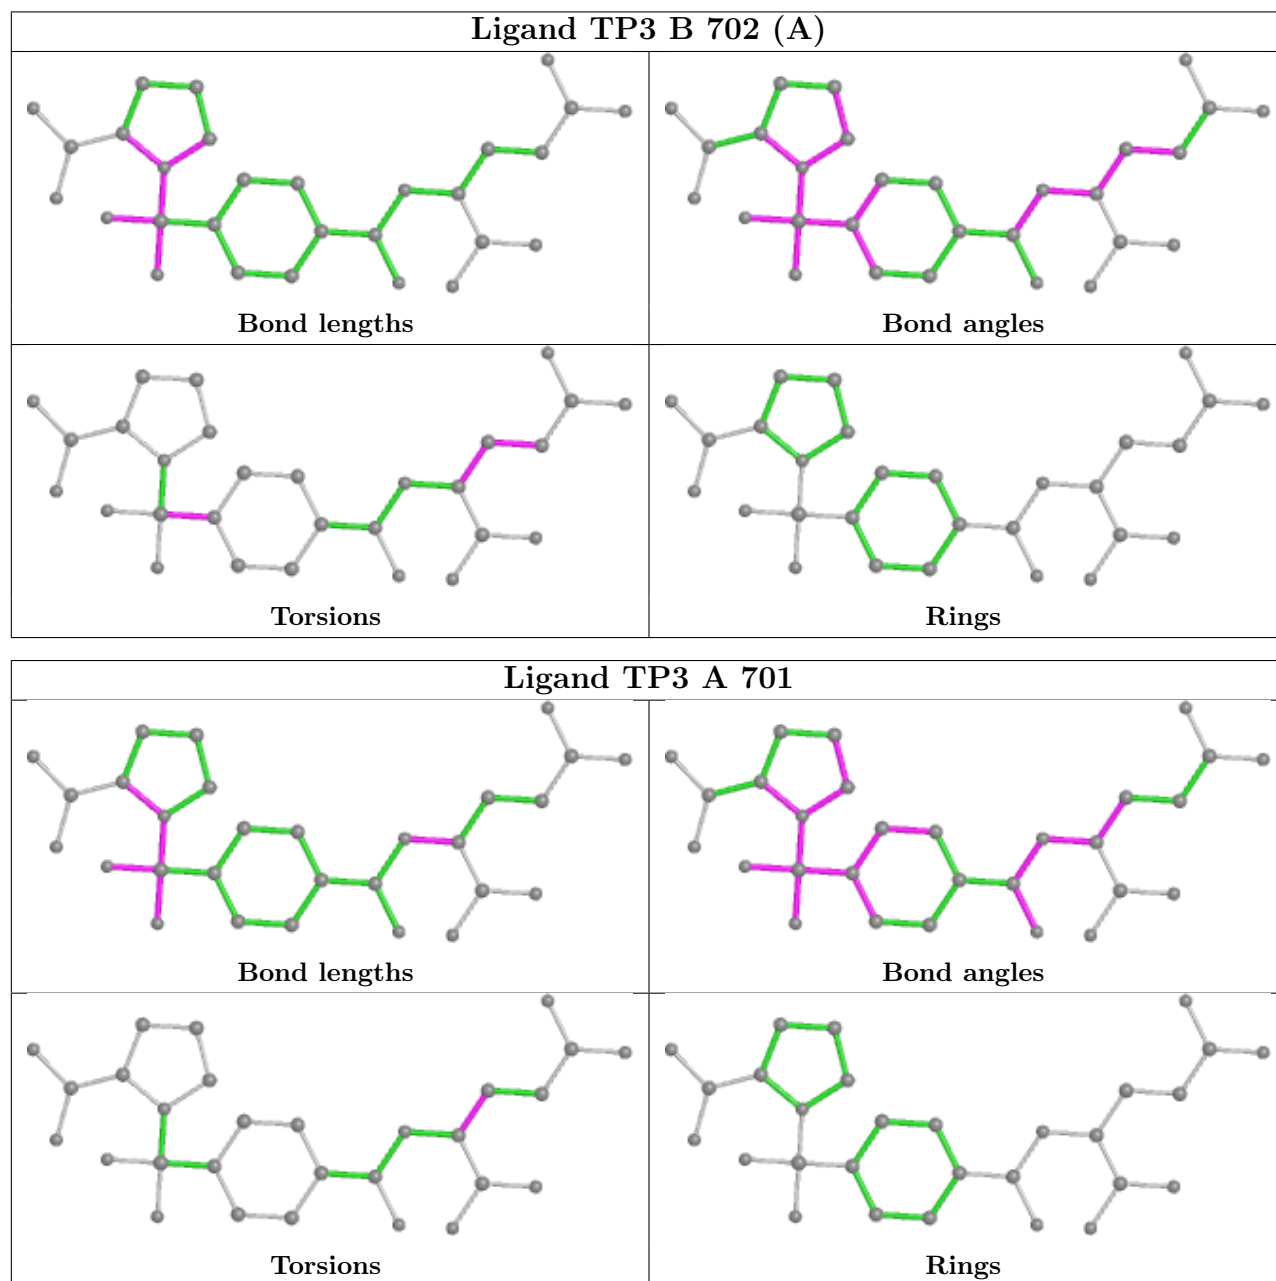 Ligand TP3 B 702 (A)
Bond lengths
Bond angles
Torsions
Rings
Ligand TP3 A 701
Bond lengths
Bond angles
Torsions
Rings